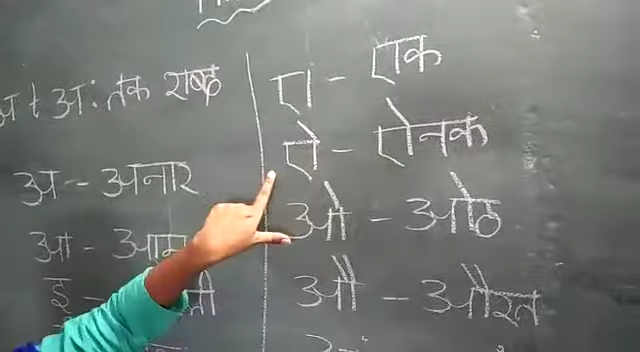 अ से अः तक शब्द
अ - अनार
आ - आम
ए - एक
ऐ - ऐनक
ओ - ओठ
औ - औरत